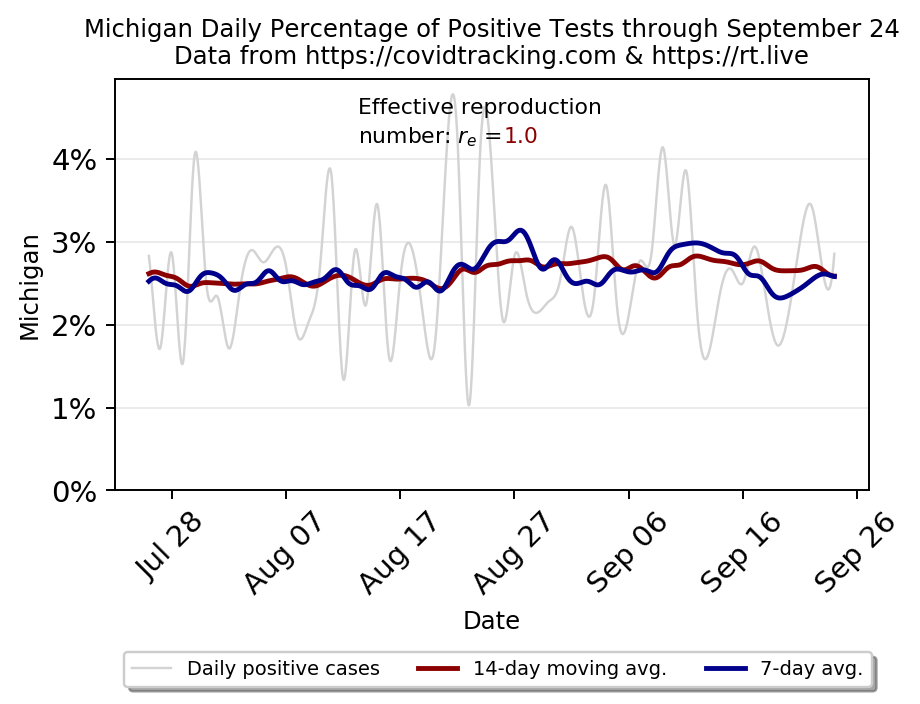 Michigan Daily Percentage of Positive Tests through September 24
Data from https://covidtracking.com & https://rt.live
Effective reproduction
number: rₑ =1.0
4%
3%
2%
1%
0%
Michigan
Jul 28
Aug 07
Aug 17
Aug 27
Sep 06
Sep 16
Sep 26
Date
Daily positive cases
14-day moving avg.
7-day avg.